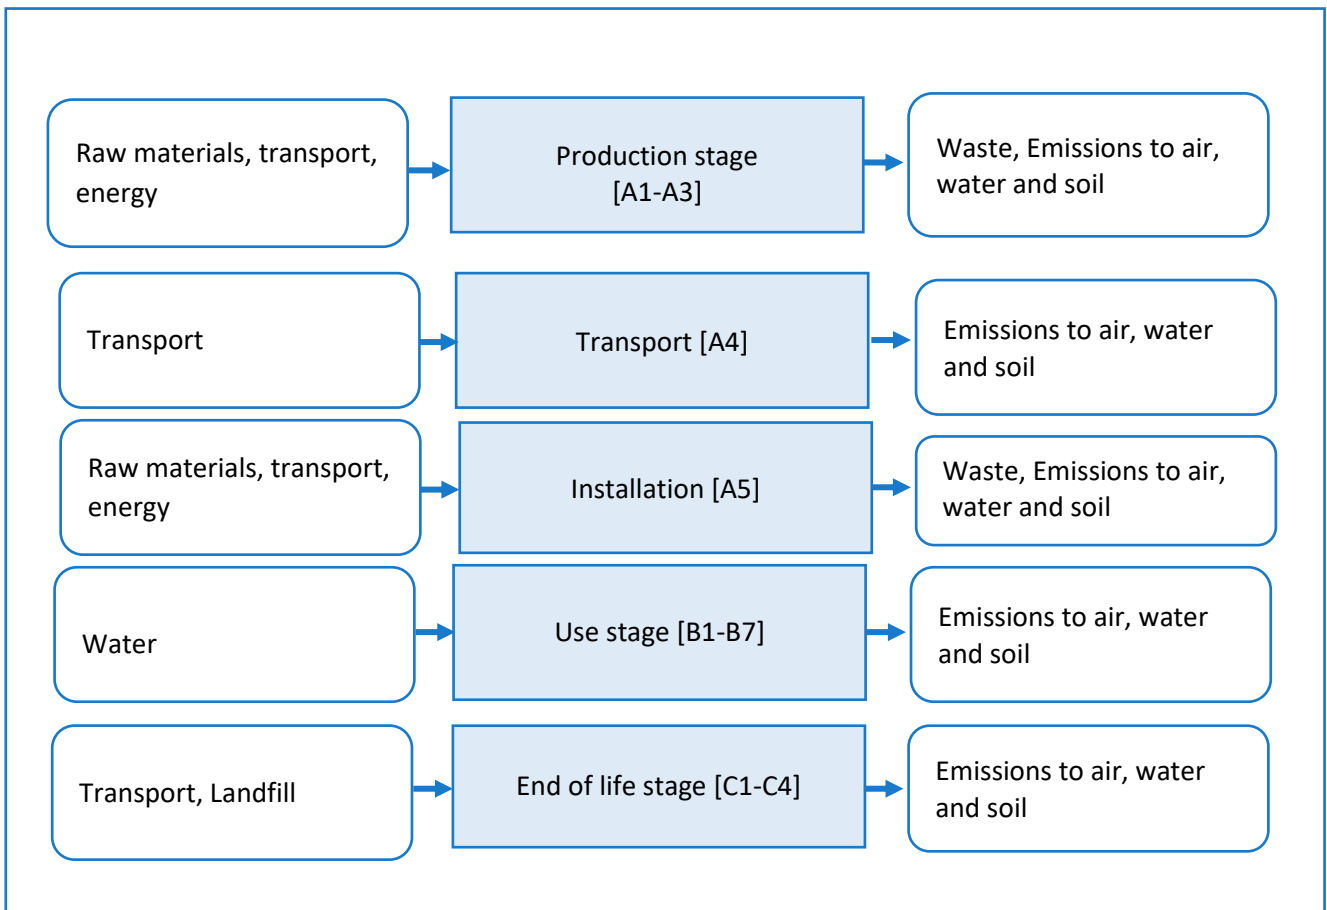 Raw materials, transport,
energy
Production stage
[A1-A3]
Waste, Emissions to air,
water and soil
Transport
Transport [A4]
Emissions to air, water
and soil
Raw materials, transport,
energy
Installation [A5]
Waste, Emissions to air,
water and soil
Water
Use stage [B1-B7]
Emissions to air, water
and soil
Transport, Landfill
End of life stage [C1-C4]
Emissions to air, water
and soil